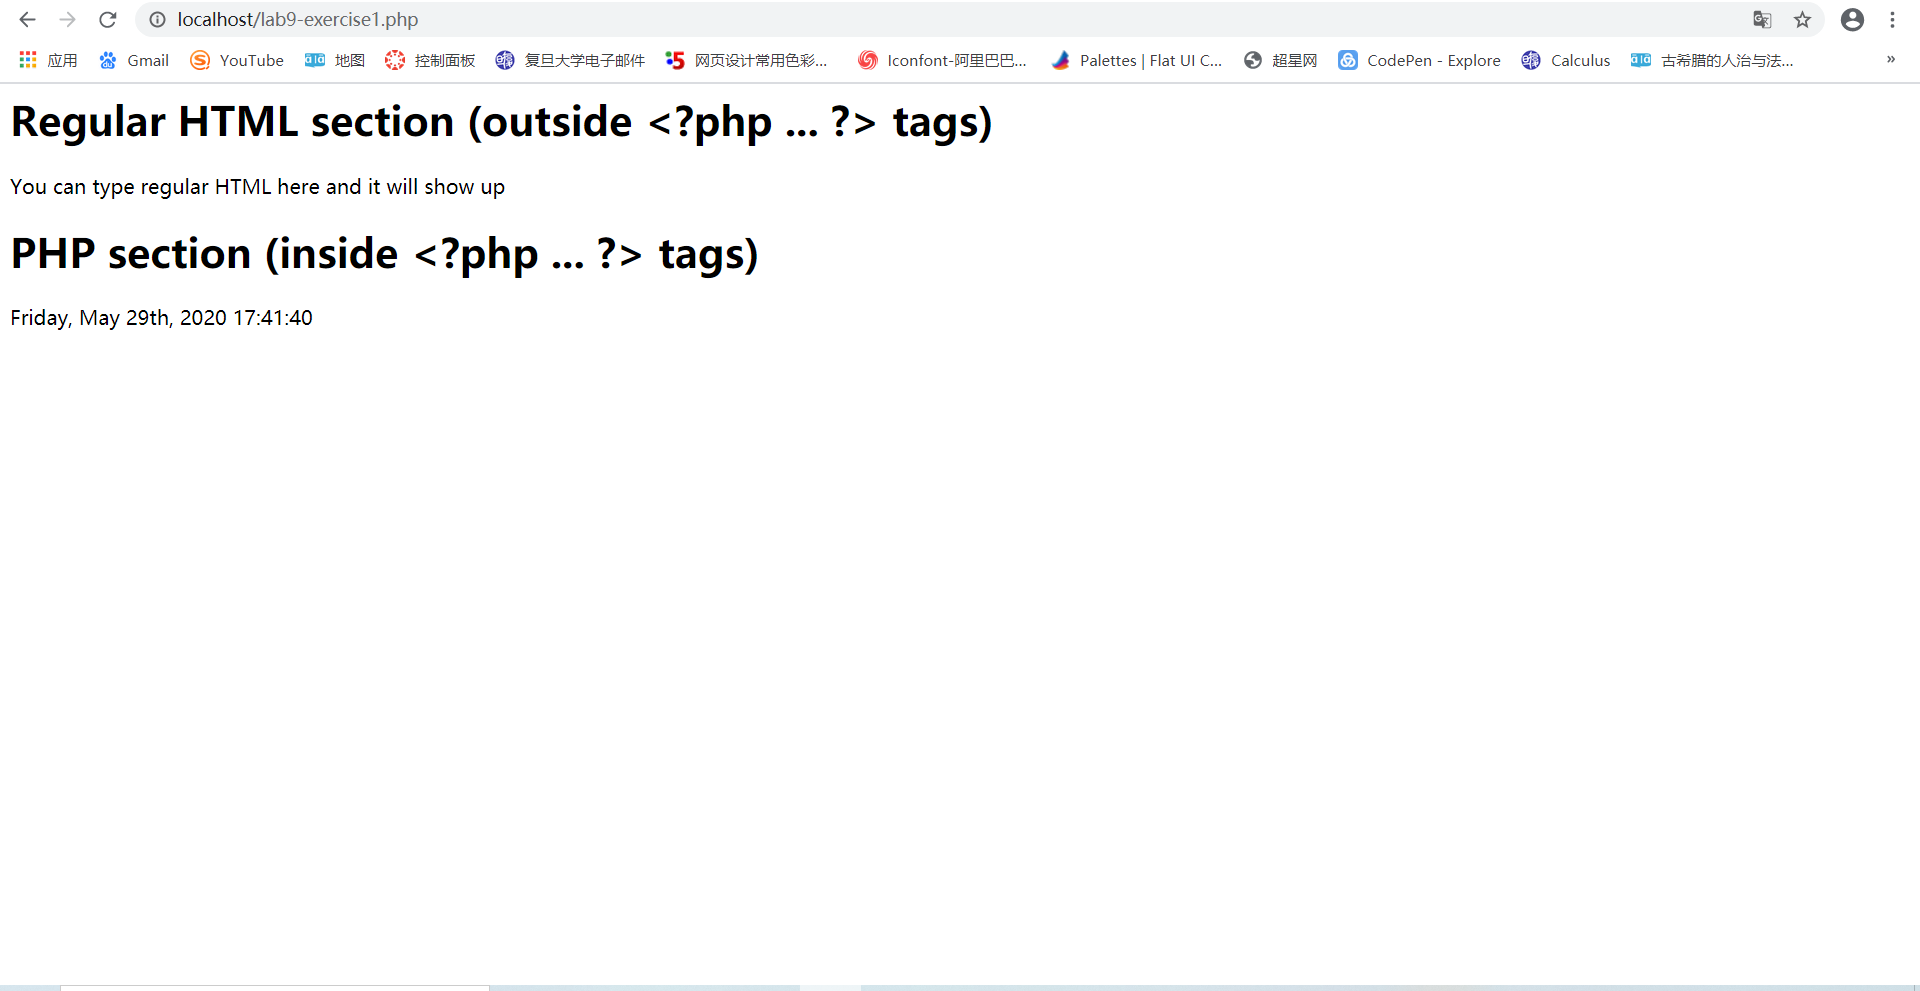 localhost/lab9-exercise1.php
应用 Gmail YouTube 地图 控制面板 复旦大学电子邮件 网页设计常用色彩... Iconfont-阿里巴巴... Palettes | Flat UI C... 超星网 CodePen - Explore Calculus 古希腊的人治与法... »
Regular HTML section (outside <?php ... ?> tags)
You can type regular HTML here and it will show up
PHP section (inside <?php ... ?> tags)
Friday, May 29th, 2020 17:41:40